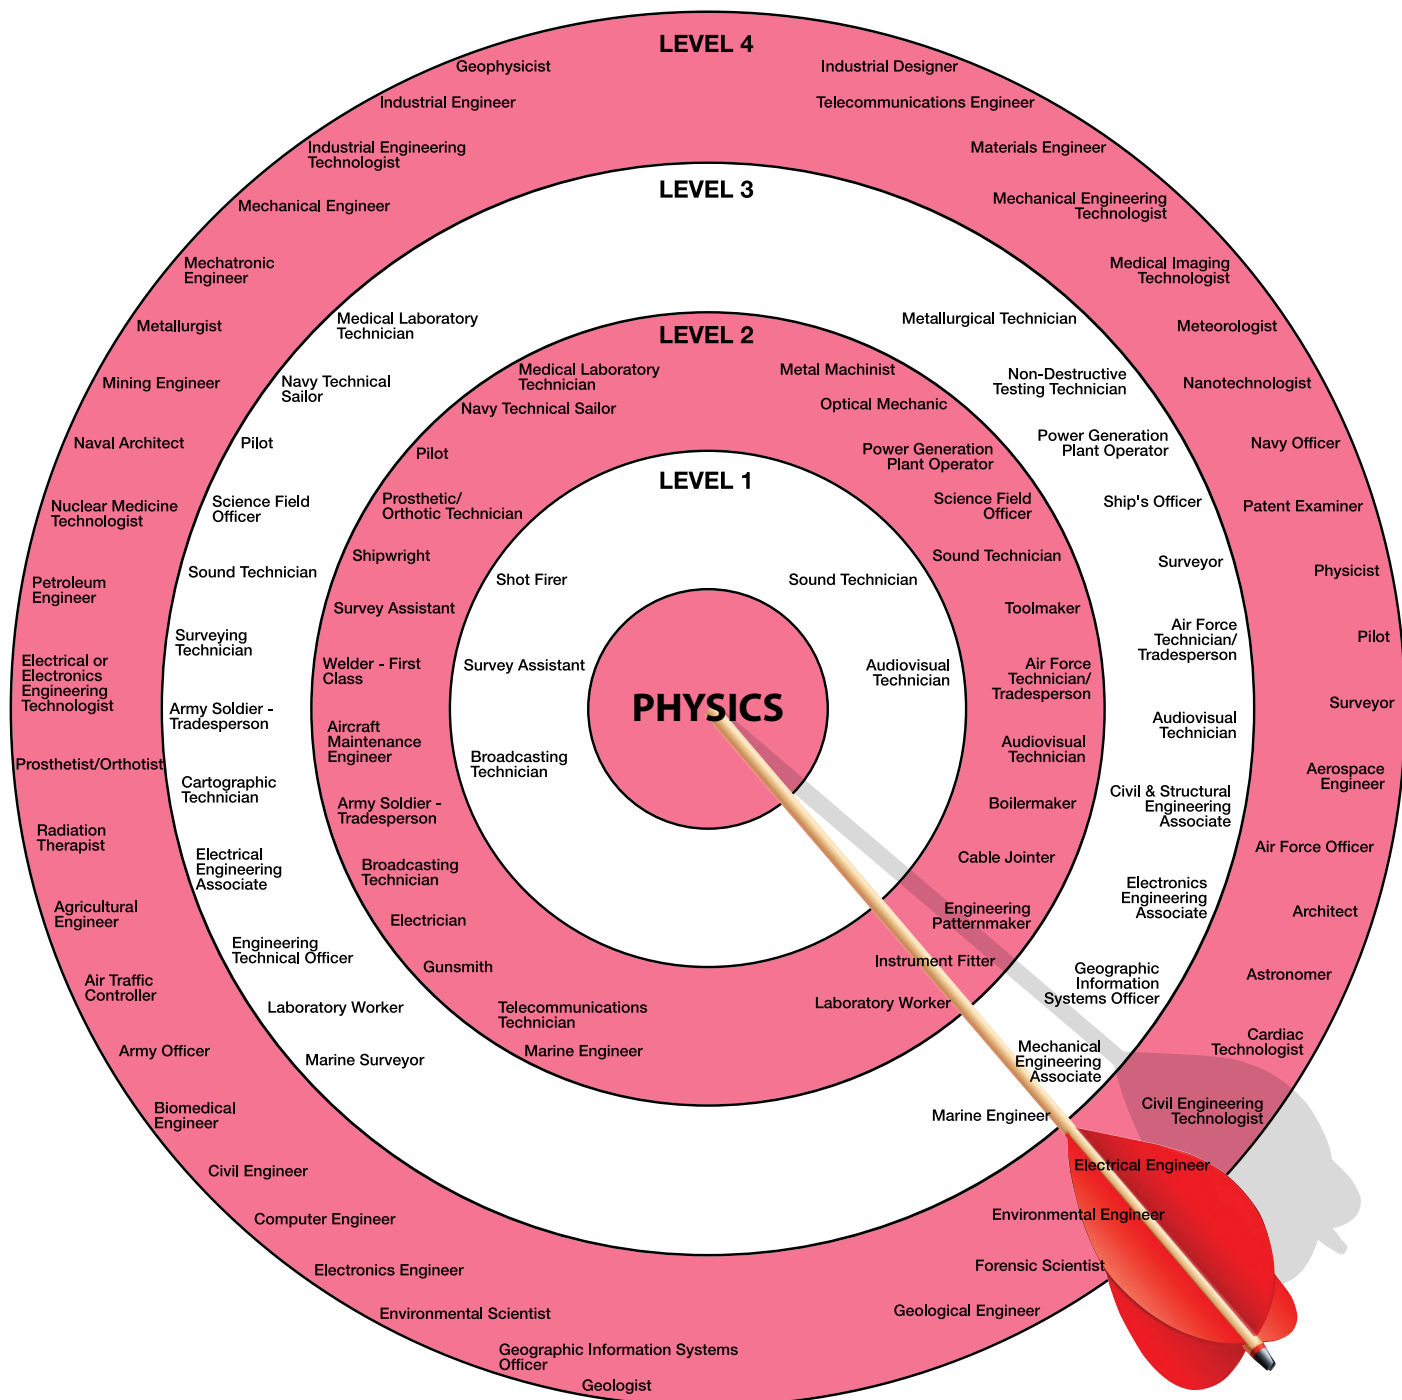 LEVEL 4
Geophysicist
Industrial Designer
Industrial Engineer
Telecommunications Engineer
Industrial Engineering
Technologist
Materials Engineer
Mechanical Engineer
Mechanical Engineering
Technologist
Mechatronic
Engineer
Medical Imaging
Technologist
Metallurgist
Meteorologist
Mining Engineer
Nanotechnologist
Naval Architect
Navy Officer
Nuclear Medicine
Technologist
Patent Examiner
Petroleum
Engineer
Physicist
Electrical or
Electronics
Engineering
Technologist
Pilot
Surveyor
Prosthetist/Orthotist
Aerospace
Engineer
Radiation
Therapist
Air Force Officer
Agricultural
Engineer
Architect
Air Traffic
Controller
Astronomer
Army Officer
Cardiac
Technologist
Biomedical
Engineer
Civil Engineering
Technologist
Civil Engineer
Electrical Engineer
Computer Engineer
Environmental Engineer
Electronics Engineer
Forensic Scientist
Environmental Scientist
Geological Engineer
Geographic Information Systems
Officer
Geologist
LEVEL 3
Medical Laboratory
Technician
Metallurgical Technician
Navy Technical
Sailor
Non-Destructive
Testing Technician
Pilot
Power Generation
Plant Operator
Science Field
Officer
Ship's Officer
Sound Technician
Surveyor
Surveying
Technician
Air Force
Technician/
Tradesperson
Army Soldier -
Tradesperson
Audiovisual
Technician
Cartographic
Technician
Civil & Structural
Engineering
Associate
Electrical
Engineering
Associate
Electronics
Engineering
Associate
Engineering
Technical Officer
Geographic
Information
Systems Officer
Laboratory Worker
Mechanical
Engineering
Associate
Marine Surveyor
Marine Engineer
LEVEL 2
Medical Laboratory
Technician
Metal Machinist
Navy Technical Sailor
Optical Mechanic
Pilot
Power Generation
Plant Operator
Prosthetic/
Orthotic Technician
Science Field
Officer
Shipwright
Sound Technician
Survey Assistant
Toolmaker
Welder - First
Class
Air Force
Technician/
Tradesperson
Aircraft
Maintenance
Engineer
Audiovisual
Technician
Army Soldier -
Tradesperson
Boilermaker
Broadcasting
Technician
Cable Jointer
Electrician
Engineering
Patternmaker
Gunsmith
Instrument Fitter
Telecommunications
Technician
Laboratory Worker
Marine Engineer
LEVEL 1
Shot Firer
Sound Technician
Survey Assistant
Audiovisual
Technician
Broadcasting
Technician
PHYSICS